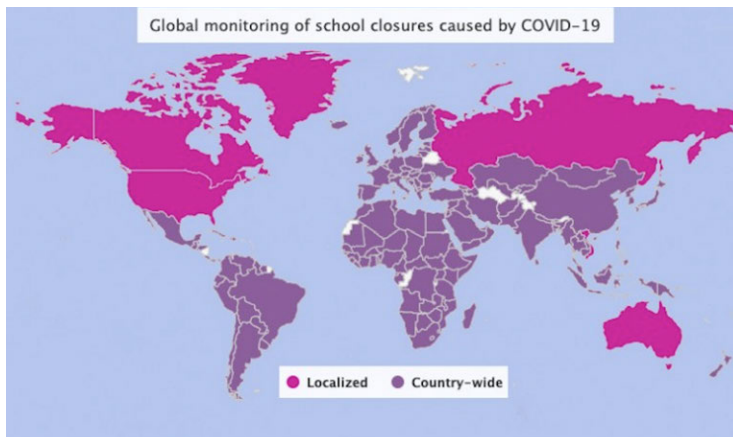 Global monitoring of school closures caused by COVID-19
Localized Country-wide